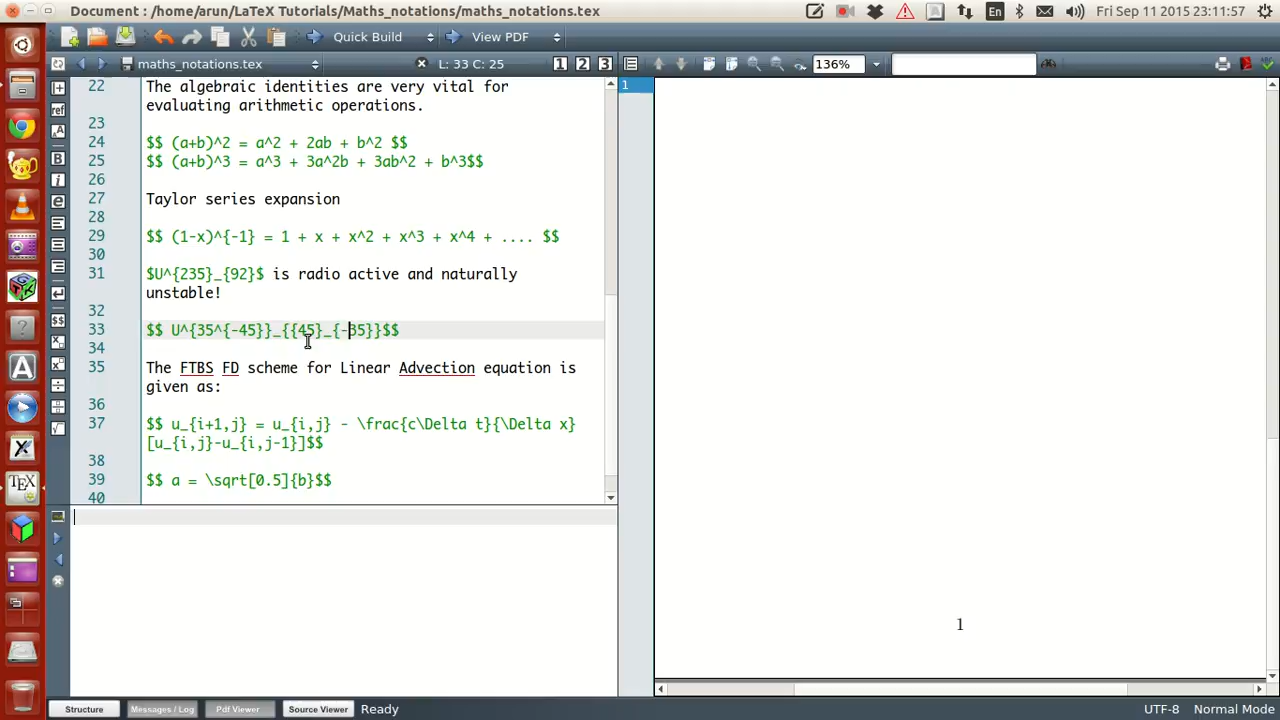 Document : /home/arun/LaTeX Tutorials/Maths_notations/maths_notations.tex
En
Fri Sep 11 2015 23:11:57
Quick Build
View PDF
maths_notations.tex
L: 33 C: 25
1 2 3
136%
22 The algebraic identities are very vital for
evaluating arithmetic operations.
23
24 $$ (a+b)^2 = a^2 + 2ab + b^2 $$
25 $$ (a+b)^3 = a^3 + 3a^2b + 3ab^2 + b^3$$
26
27 Taylor series expansion
28
29 $$ (1-x)^{-1} = 1 + x + x^2 + x^3 + x^4 + .... $$
30
31 $U^{235}_{92}$ is radio active and naturally
unstable!
32
33 $$ U^{35^{-45}}_{{45}_{-35}}$$
34
35 The FTBS FD scheme for Linear Advection equation is
given as:
36
37 $$ u_{i+1,j} = u_{i,j} - \frac{c\Delta t}{\Delta x}
[u_{i,j}-u_{i,j-1}]$$
38
39 $$ a = \sqrt[0.5]{b}$$
40
ref
B
i
e
$$
A
X
TEX
1
1
Structure
Messages / Log
Pdf Viewer
Source Viewer
Ready
UTF-8
Normal Mode